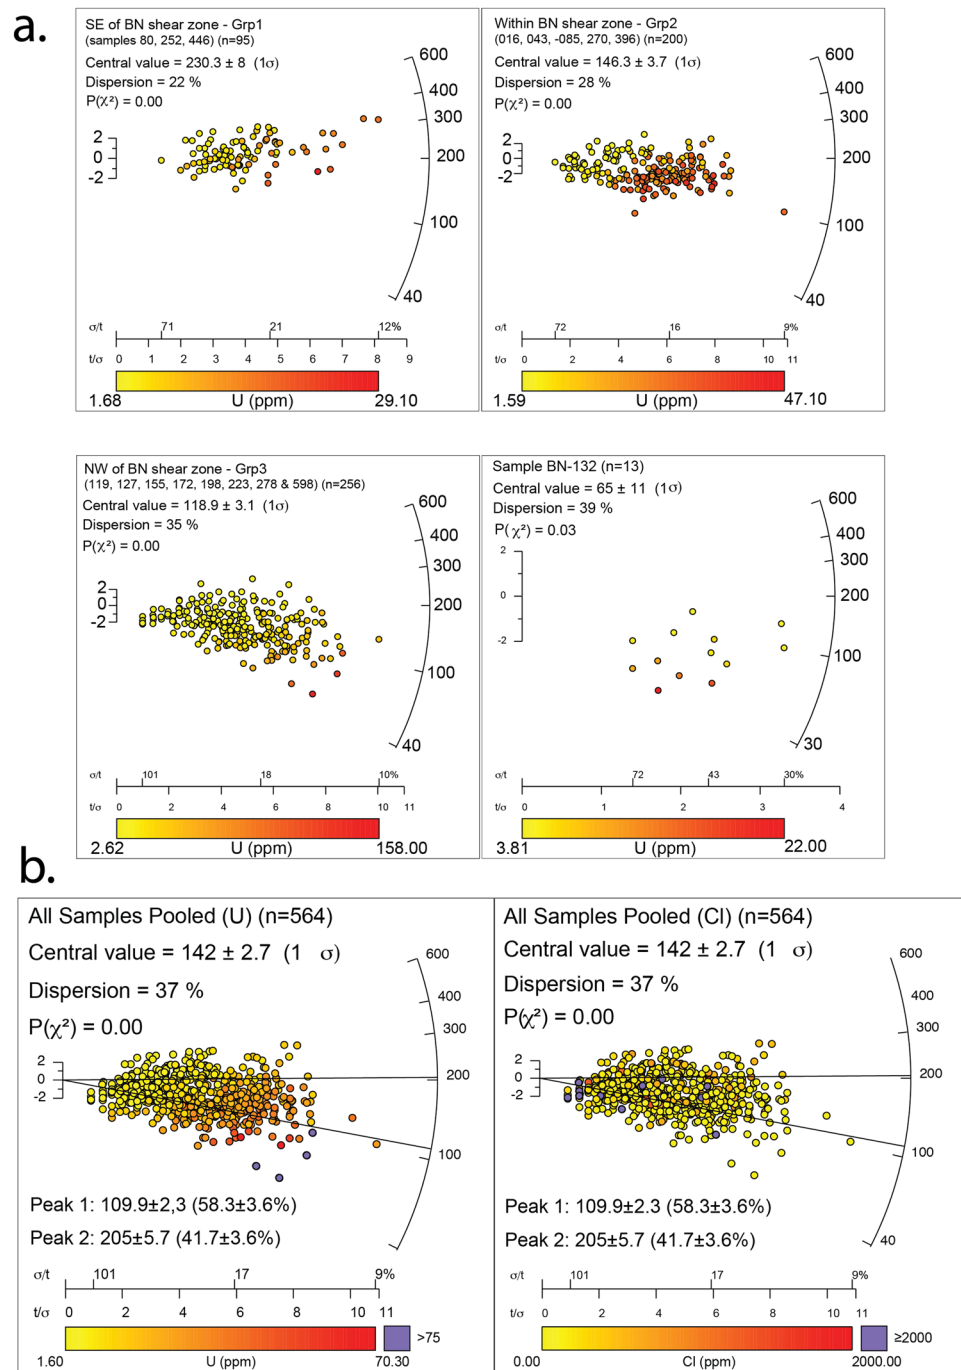 a.
SE of BN shear zone - Grp1
(samples 80, 252, 446) (n=95)
Central value = 230.3 ± 8 (1σ)
Dispersion = 22 %
P(χ²) = 0.00
2
0
-2
600
400
300
200
100
40
σ/t 71 21 12%
t/σ 0 1 2 3 4 5 6 7 8 9
1.68 U (ppm) 29.10
Within BN shear zone - Grp2
(016, 043, -085, 270, 396) (n=200)
Central value = 146.3 ± 3.7 (1σ)
Dispersion = 28 %
P(χ²) = 0.00
2
0
-2
600
400
300
200
100
40
σ/t 72 16 9%
t/σ 0 2 4 6 8 10 11
1.59 U (ppm) 47.10
NW of BN shear zone - Grp3
(119, 127, 155, 172, 198, 223, 278 & 598) (n=256)
Central value = 118.9 ± 3.1 (1σ)
Dispersion = 35 %
P(χ²) = 0.00
2
0
-2
600
400
300
200
100
40
σ/t 101 18 10%
t/σ 0 2 4 6 8 10 11
2.62 U (ppm) 158.00
Sample BN-132 (n=13)
Central value = 65 ± 11 (1σ)
Dispersion = 39 %
P(χ²) = 0.03
2
0
-2
600
400
300
200
100
30
σ/t 72 43 30%
t/σ 0 1 2 3 4
3.81 U (ppm) 22.00
b.
All Samples Pooled (U) (n=564)
Central value = 142 ± 2.7 (1 σ)
Dispersion = 37 %
P(χ²) = 0.00
2
0
-2
600
400
300
200
100
Peak 1: 109.9±2,3 (58.3±3.6%)
Peak 2: 205±5.7 (41.7±3.6%)
σ/t 101 17 9%
t/σ 0 2 4 6 8 10 11
>75
1.60 U (ppm) 70.30
All Samples Pooled (Cl) (n=564)
Central value = 142 ± 2.7 (1 σ)
Dispersion = 37 %
P(χ²) = 0.00
2
0
-2
600
400
300
200
100
40
Peak 1: 109.9±2.3 (58.3±3.6%)
Peak 2: 205±5.7 (41.7±3.6%)
σ/t 101 17 9%
t/σ 0 2 4 6 8 10 11
≥2000
0.00 Cl (ppm) 2000.00